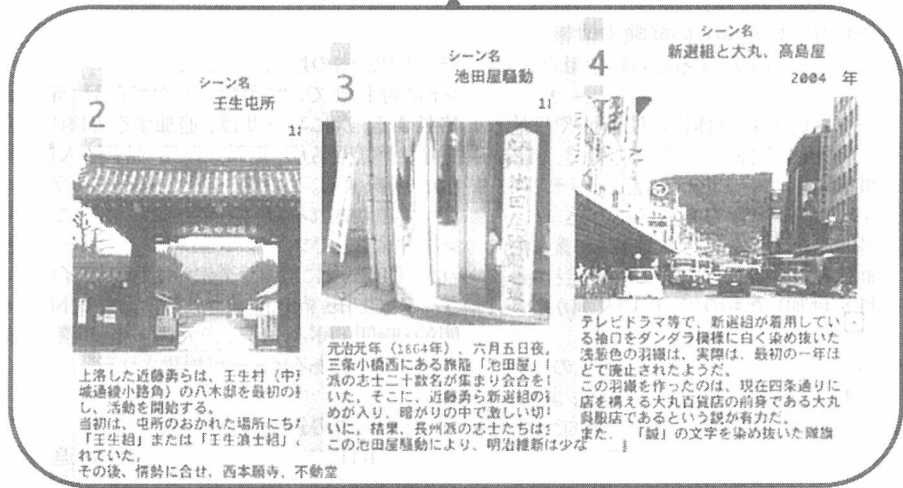 2
シーン名
壬生屯所
18
上洛した近藤勇らは、壬生村（中
城通綾小路角）の八木邸を最初の
し、活動を開始する。
当初は、屯所のおかれた場所にち
「壬生組」または「壬生浪士組」
れていた。
その後、情勢に合せ、西本願寺、不動堂
3
シーン名
池田屋騒動
18
元治元年（1864年）、六月五日夜、
三条小橋西にある旅籠「池田屋」
派の志士二十数名が集まり会合を
いた。そこに、近藤勇ら新選組の
めが入り、暗がりの中で激しい切
いに。結果、長州派の志士たちは
この池田屋騒動により、明治維新は少な
4
シーン名
新選組と大丸、高島屋
2004 年
テレビドラマ等で、新選組が着用してい
る袖口をダンダラ模様に白く染め抜いた
浅葱色の羽織は、実際は、最初の一年ほ
どで廃止されたようだ。
この羽織を作ったのは、現在四条通りに
店を構える大丸百貨店の前身である大丸
呉服店であるという説が有力だ。
また、「誠」の文字を染め抜いた隊旗